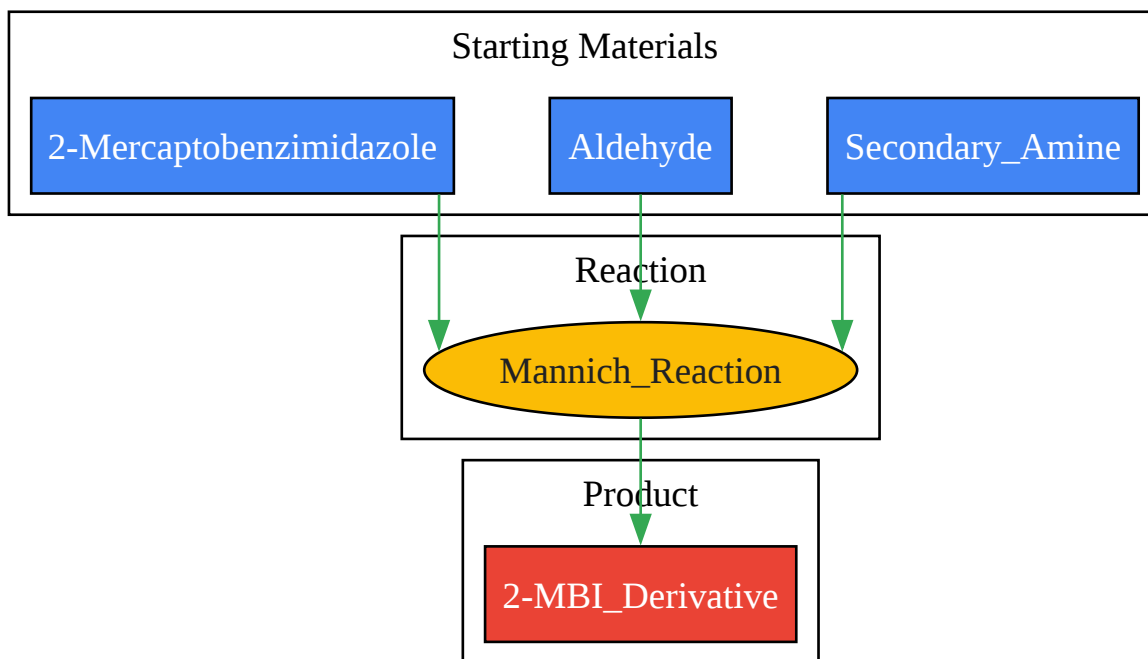 Starting Materials
2-Mercaptobenzimidazole
Aldehyde
Secondary_Amine
Reaction
Mannich_Reaction
Product
2-MBI_Derivative